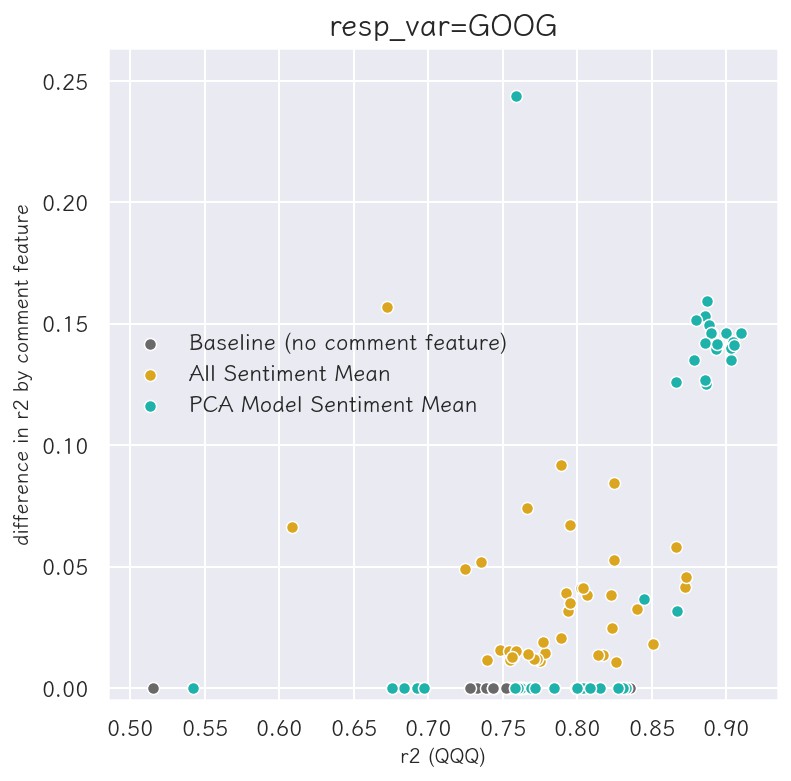 resp_var=GOOG
difference in r2 by comment feature
0.25
0.20
0.15
0.10
0.05
0.00
Baseline (no comment feature)
All Sentiment Mean
PCA Model Sentiment Mean
0.50 0.55 0.60 0.65 0.70 0.75 0.80 0.85 0.90
r2 (QQQ)